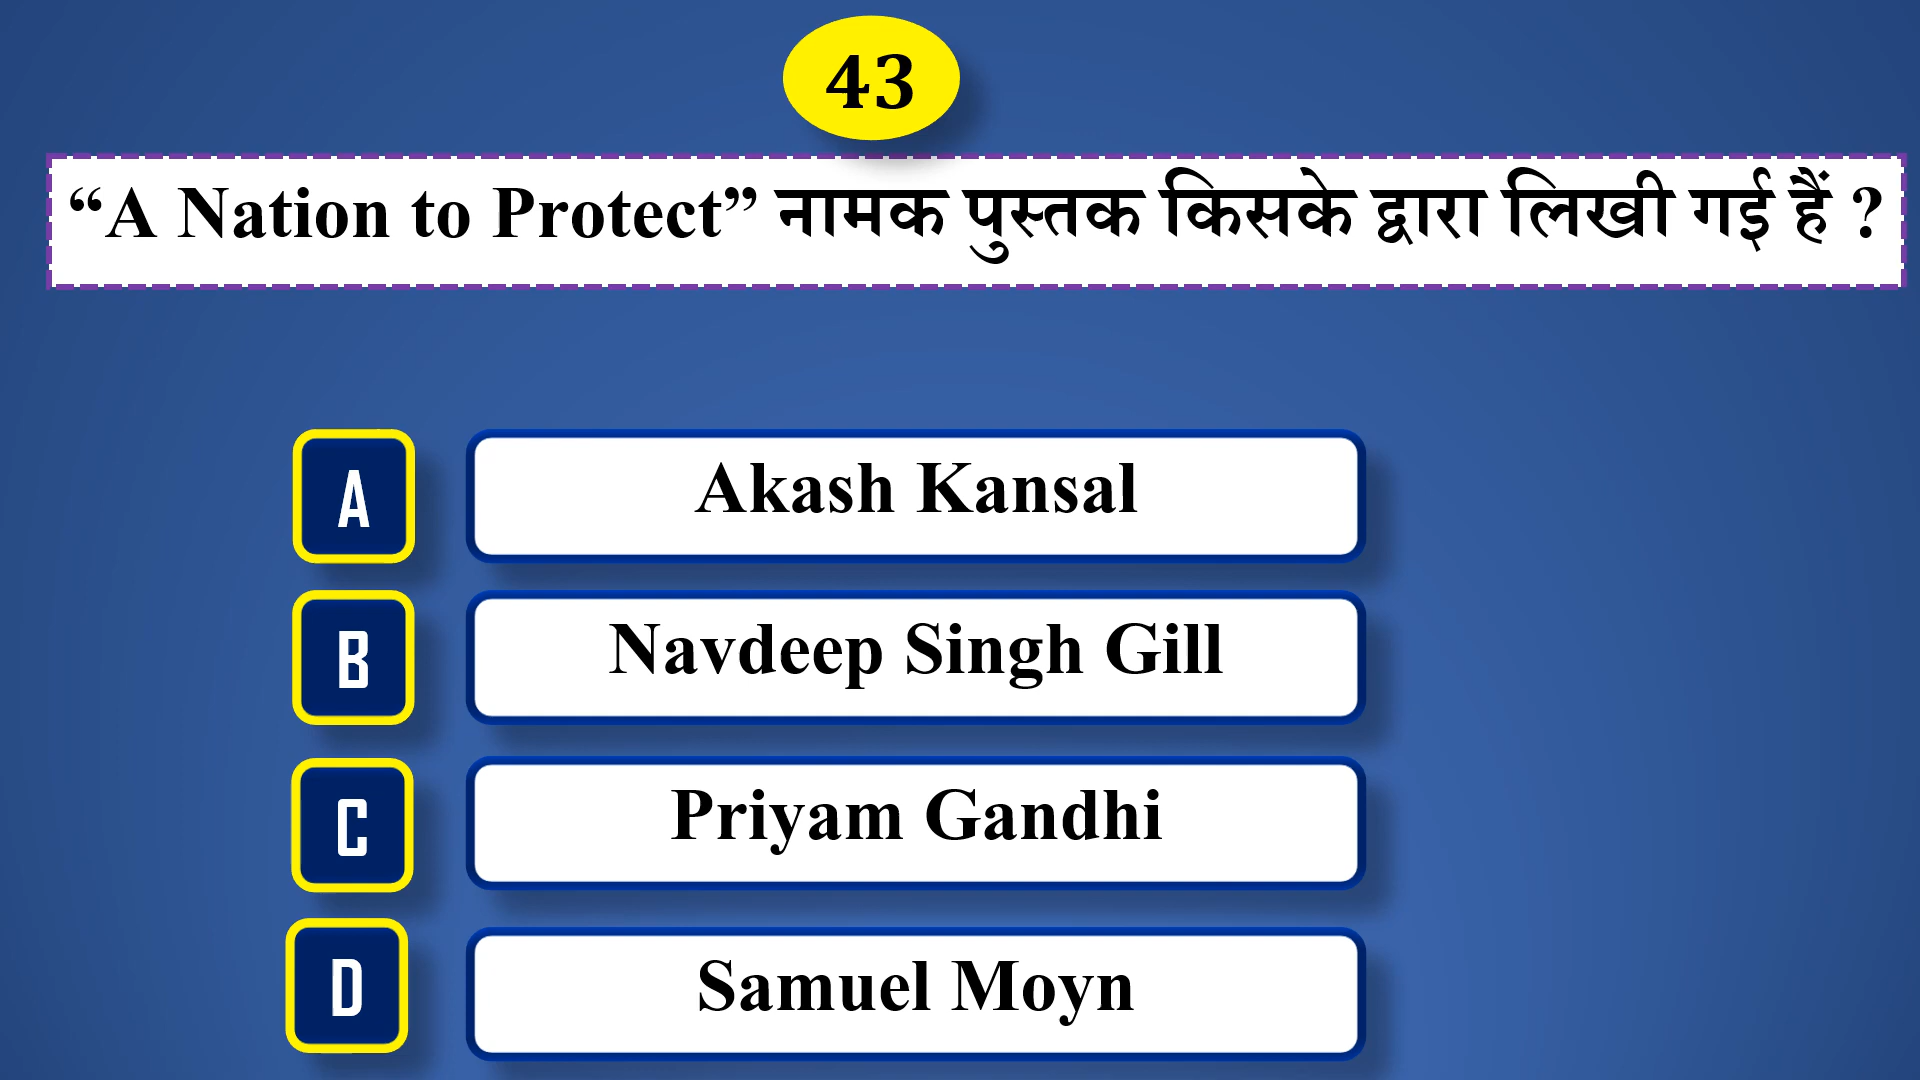 43
“A Nation to Protect” नामक पुस्तक किसके द्वारा लिखी गई हैं ?
A
Akash Kansal
B
Navdeep Singh Gill
C
Priyam Gandhi
D
Samuel Moyn